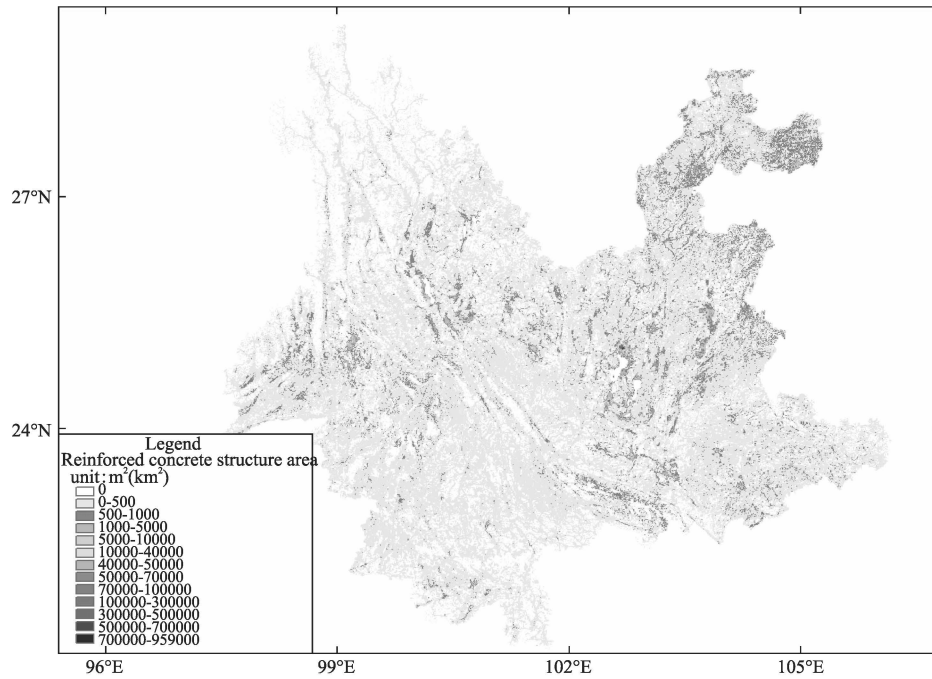 27°N
24°N
Legend
Reinforced concrete structure area
unit: m²(km²)
0
0-500
500-1000
1000-5000
5000-10000
10000-40000
40000-50000
50000-70000
70000-100000
100000-300000
300000-500000
500000-700000
700000-959000
96°E 99°E 102°E 105°E